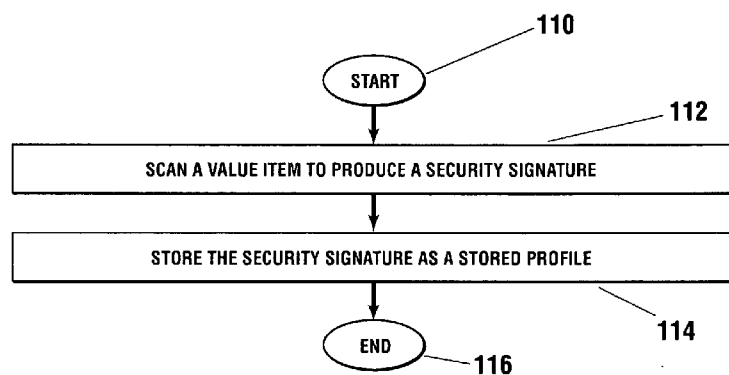 110
START
112
SCAN A VALUE ITEM TO PRODUCE A SECURITY SIGNATURE
STORE THE SECURITY SIGNATURE AS A STORED PROFILE
114
END
116